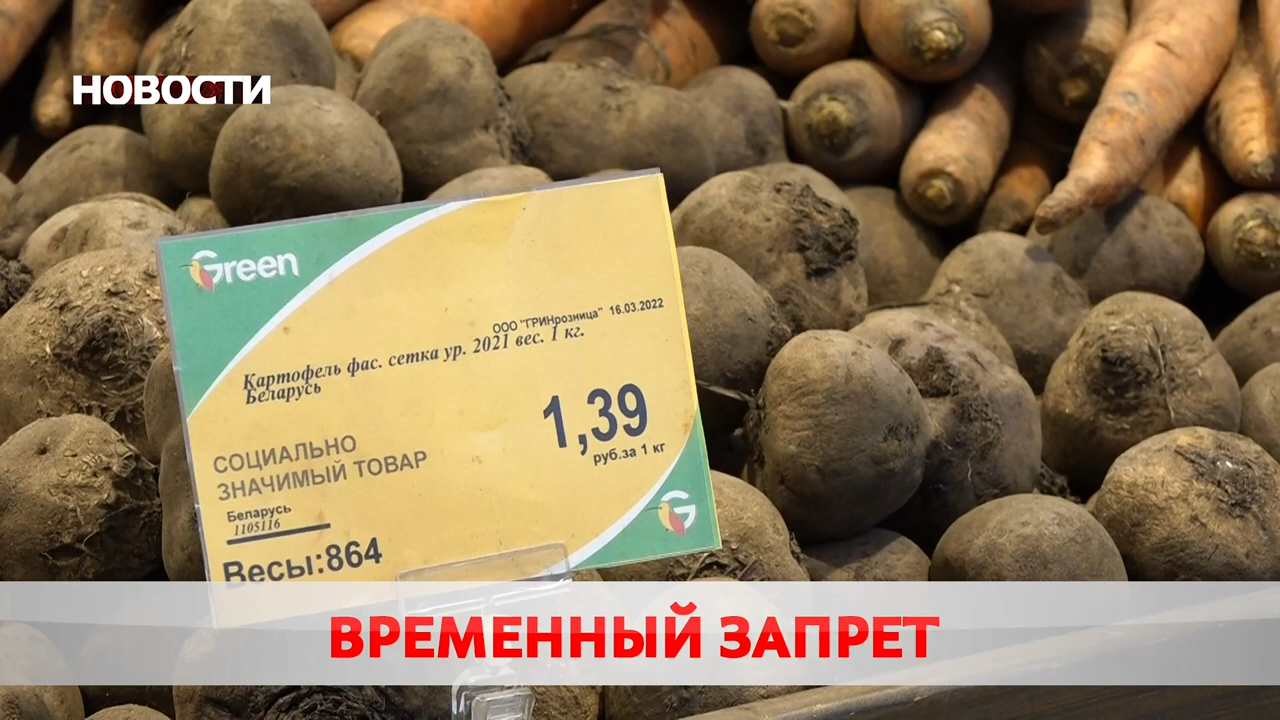 НОВОСТИ
Green
ООО "ГРИНрозница" 16.03.2022
Картофель фас. сетка ур. 2021 вес. 1 кг.
Беларусь
1,39
руб.за 1 кг
СОЦИАЛЬНО
ЗНАЧИМЫЙ ТОВАР
Беларусь
1105116
Весы:864
G
ВРЕМЕННЫЙ ЗАПРЕТ